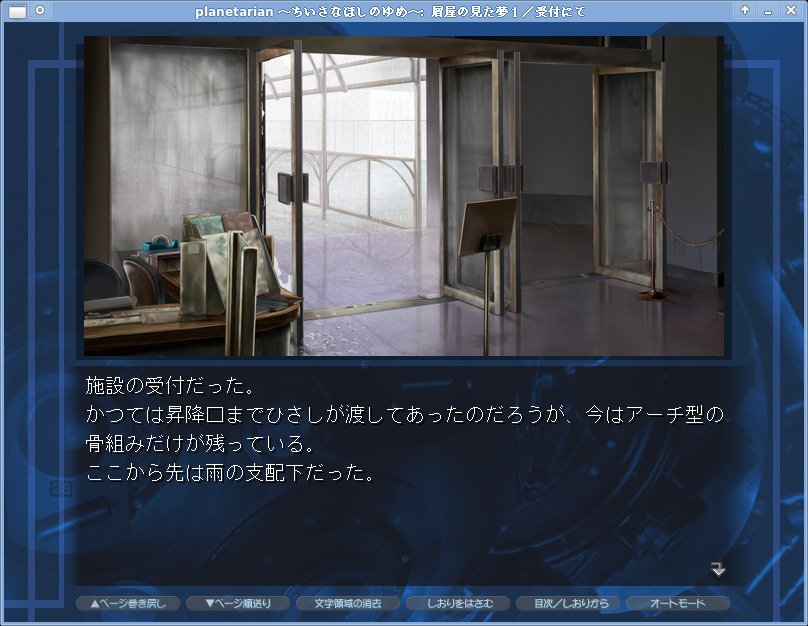 planetarian ～ちいさなほしのゆめ～: 屑屋の見た夢１／受付にて
施設の受付だった。
かつては昇降口までひさしが渡してあったのだろうが、今はアーチ型の
骨組みだけが残っている。
ここから先は雨の支配下だった。
▲ページ巻き戻し
▼ページ順送り
文字領域の消去
しおりをはさむ
目次／しおりから
オートモード